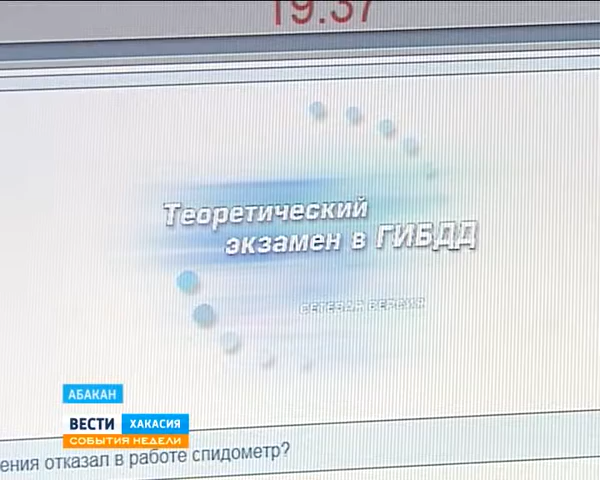 19.37
Теоретический
экзамен в ГИБДД
СЕТЕВАЯ ВЕРСИЯ
АБАКАН
ВЕСТИ ХАКАСИЯ
СОБЫТИЯ НЕДЕЛИ
ения отказал в работе спидометр?